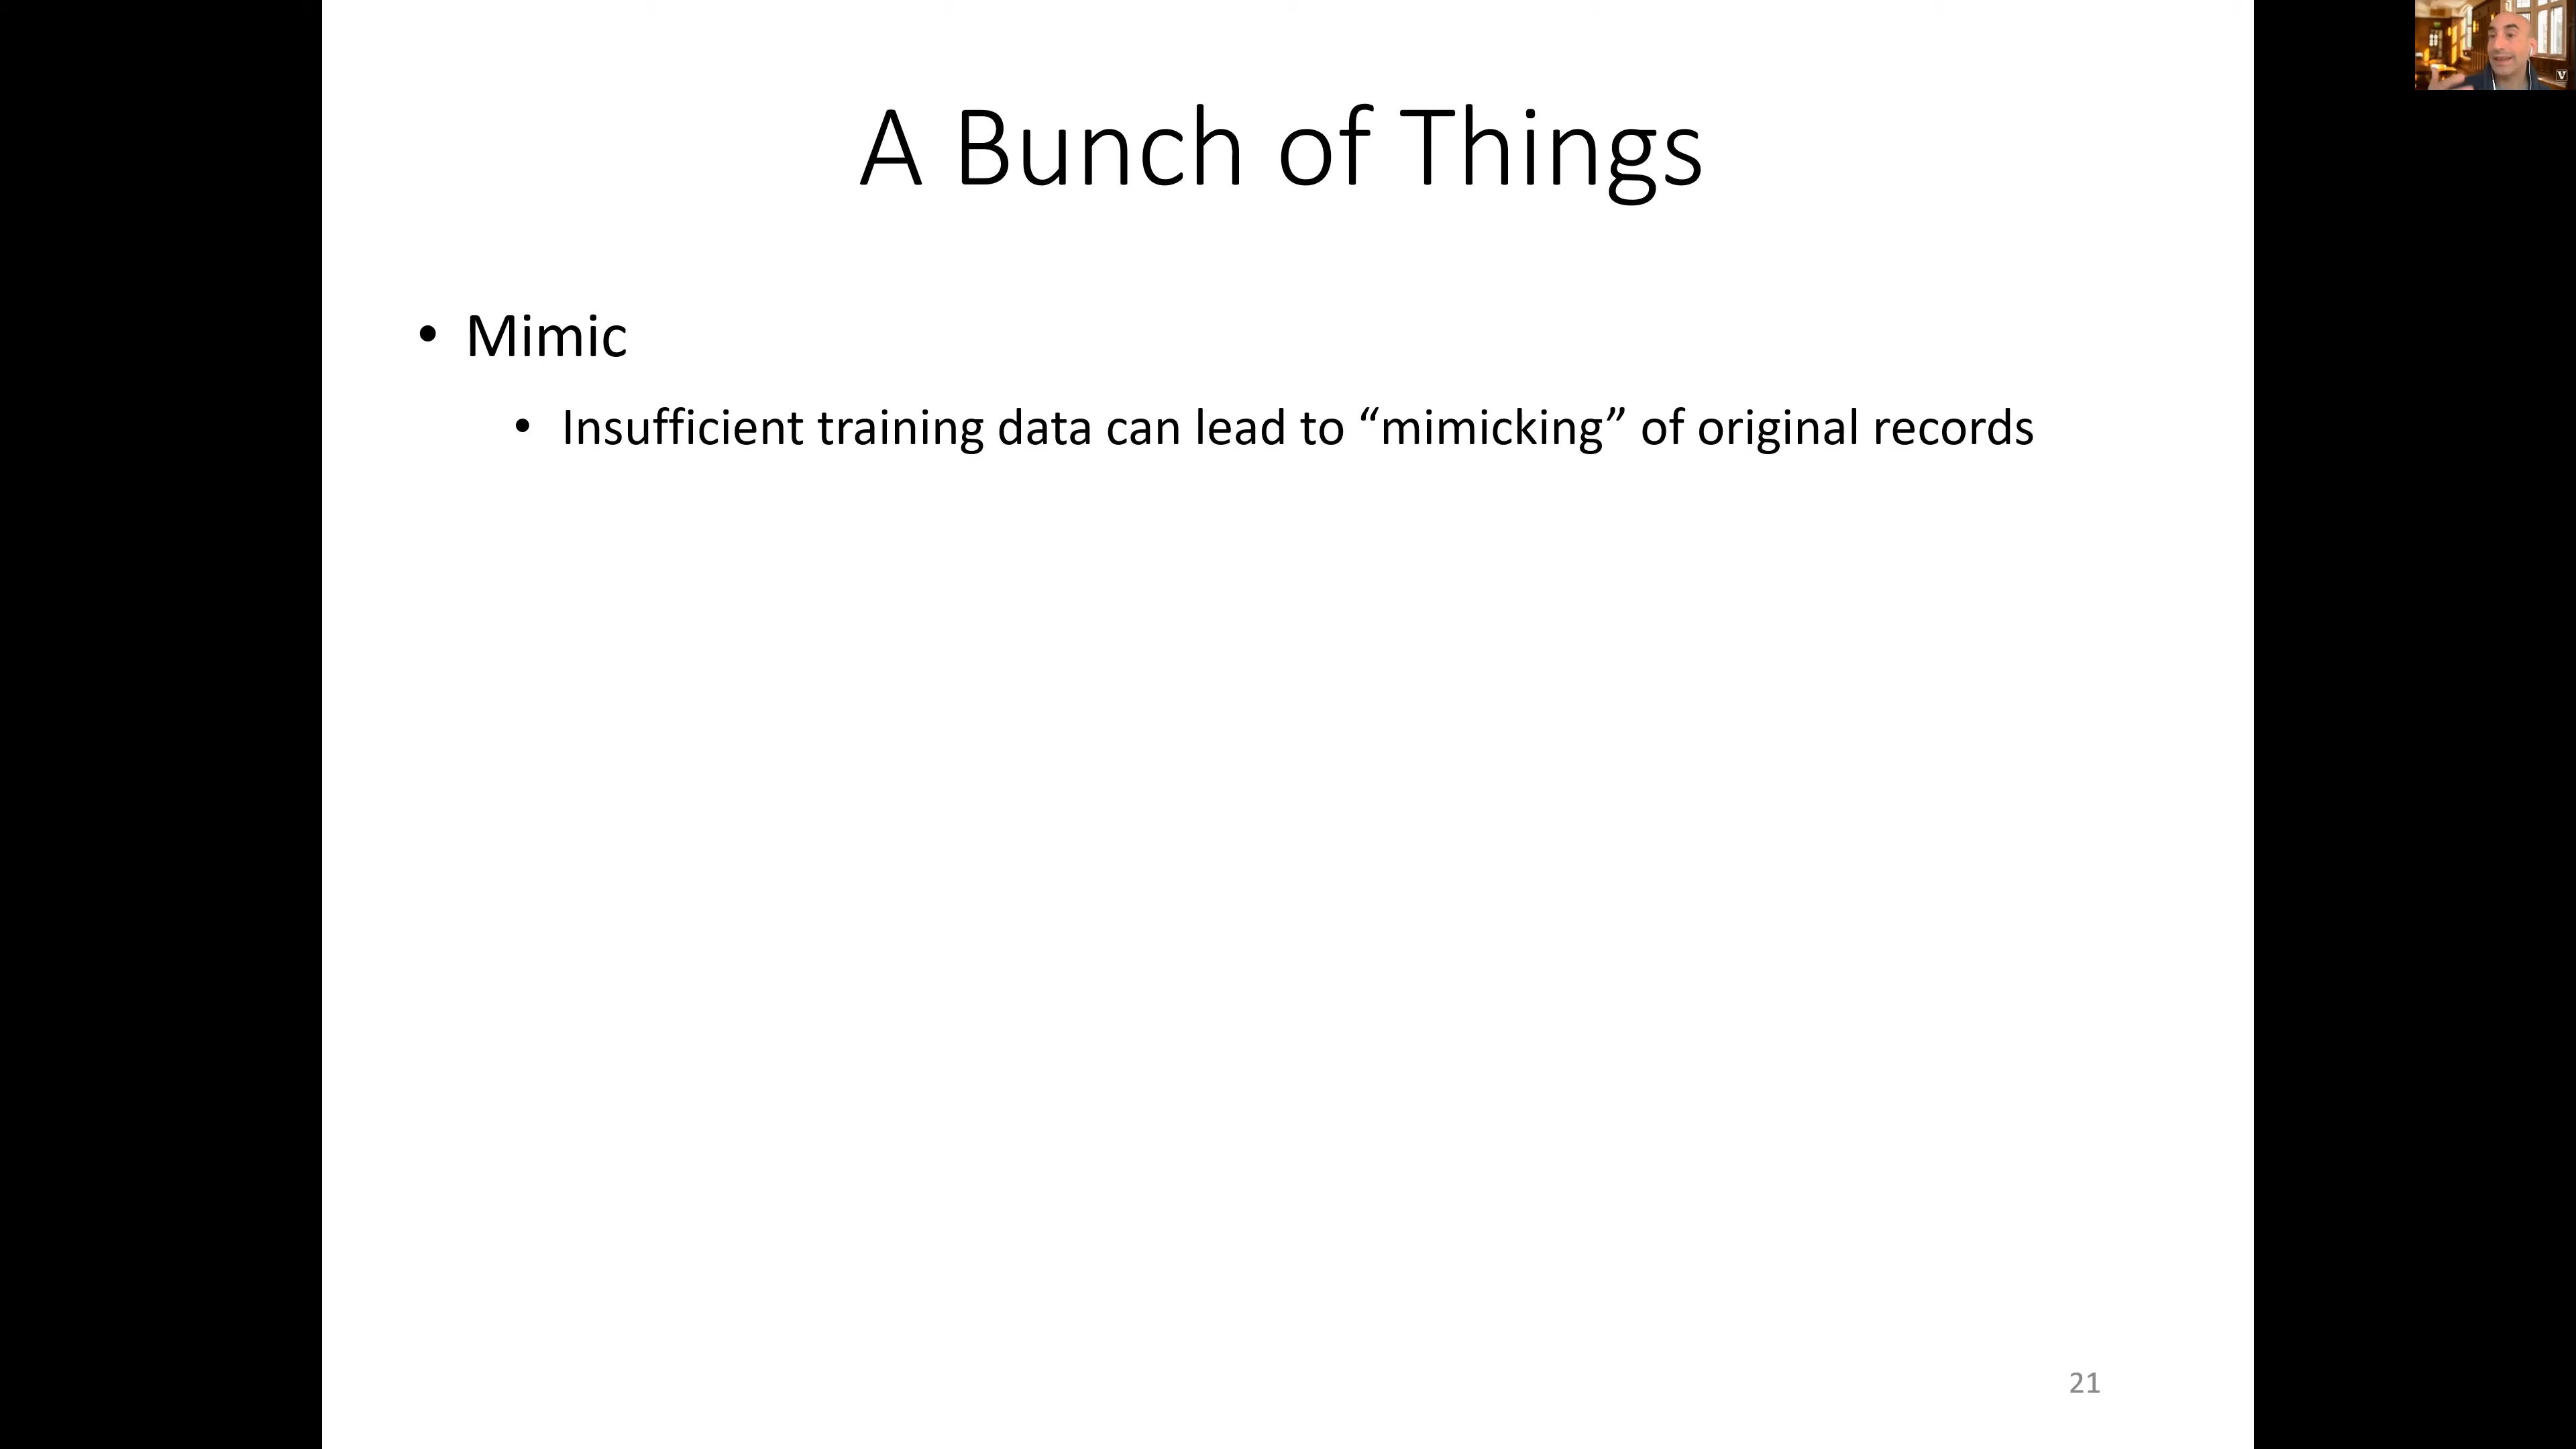 A Bunch of Things
• Mimic
• Insufficient training data can lead to “mimicking” of original records
21
V